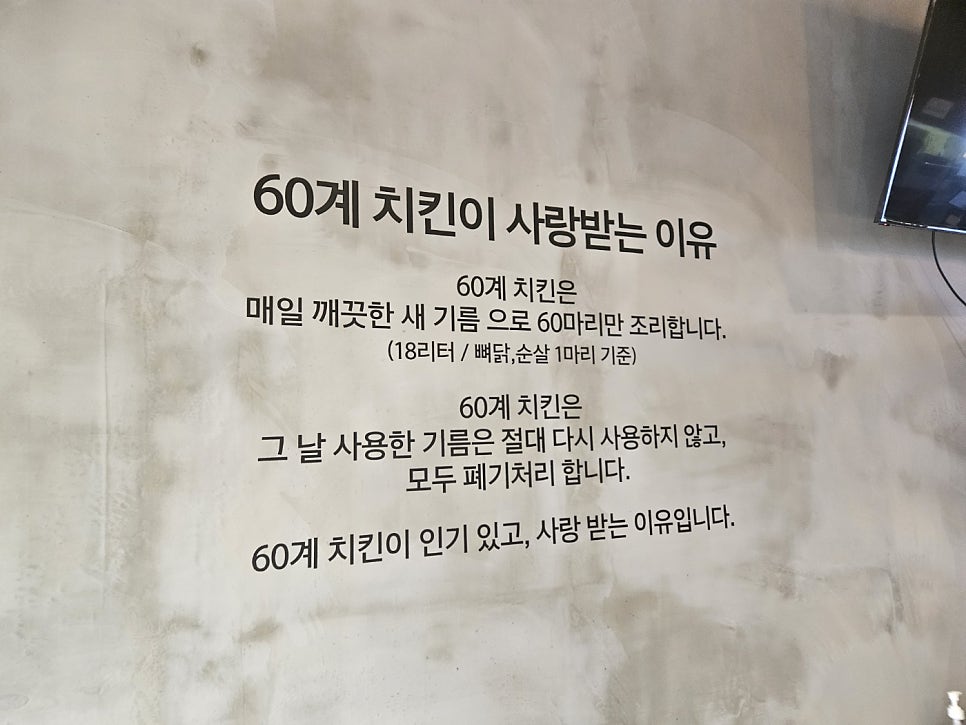 60계 치킨이 사랑받는 이유
60계 치킨은
매일 깨끗한 새 기름 으로 60마리만 조리합니다.
(18리터 / 뼈닭,순살 1마리 기준)
60계 치킨은
그 날 사용한 기름은 절대 다시 사용하지 않고,
모두 폐기처리 합니다.
60계 치킨이 인기 있고, 사랑 받는 이유입니다.